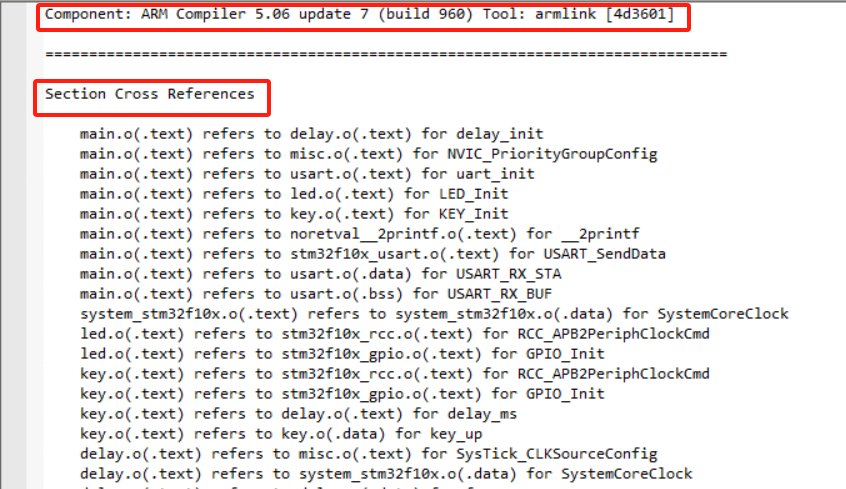 Component: ARM Compiler 5.06 update 7 (build 960) Tool: armlink [4d3601]
==============================================================================
Section Cross References
main.o(.text) refers to delay.o(.text) for delay_init
main.o(.text) refers to misc.o(.text) for NVIC_PriorityGroupConfig
main.o(.text) refers to usart.o(.text) for uart_init
main.o(.text) refers to led.o(.text) for LED_Init
main.o(.text) refers to key.o(.text) for KEY_Init
main.o(.text) refers to noretval__2printf.o(.text) for __2printf
main.o(.text) refers to stm32f10x_usart.o(.text) for USART_SendData
main.o(.text) refers to usart.o(.data) for USART_RX_STA
main.o(.text) refers to usart.o(.bss) for USART_RX_BUF
system_stm32f10x.o(.text) refers to system_stm32f10x.o(.data) for SystemCoreClock
led.o(.text) refers to stm32f10x_rcc.o(.text) for RCC_APB2PeriphClockCmd
led.o(.text) refers to stm32f10x_gpio.o(.text) for GPIO_Init
key.o(.text) refers to stm32f10x_rcc.o(.text) for RCC_APB2PeriphClockCmd
key.o(.text) refers to stm32f10x_gpio.o(.text) for GPIO_Init
key.o(.text) refers to delay.o(.text) for delay_ms
key.o(.text) refers to key.o(.data) for key_up
delay.o(.text) refers to misc.o(.text) for SysTick_CLKSourceConfig
delay.o(.text) refers to system_stm32f10x.o(.data) for SystemCoreClock